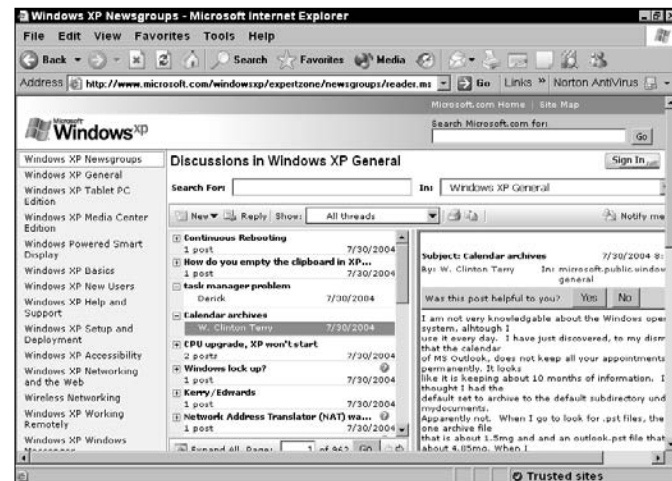 Windows XP Newsgroups - Microsoft Internet Explorer
File Edit View Favorites Tools Help
Back Search Favorites Media
Address http://www.microsoft.com/windowsxp/expertzone/newsgroups/reader.ms Go Links » Norton AntiVirus
Microsoft.com Home | Site Map
Search Microsoft.com for:
Go
Microsoft
Windows xp
Windows XP Newsgroups
Windows XP General
Windows XP Tablet PC
Edition
Windows XP Media Center
Edition
Windows Powered Smart
Display
Windows XP Basics
Windows XP New Users
Windows XP Help and
Support
Windows XP Setup and
Deployment
Windows XP Accessibility
Windows XP Networking
and the Web
Wireless Networking
Windows XP Working
Remotely
Windows XP Windows
Messenger
Discussions in Windows XP General
Sign In
Search For: In: Windows XP General
New Reply Show: All threads Notify me
Continuous Rebooting
1 post 7/30/2004
How do you empty the clipboard in XP...
1 post 7/30/2004
task manager problem
Derick 7/30/2004
Calendar archives
W. Clinton Terry 7/30/2004
CPU upgrade, XP won't start
2 posts 7/30/2004
Windows lock up?
1 post 7/30/2004
Kerry/Edwards
1 post 7/30/2004
Network Address Translator (NAT) wa...
1 post 7/30/2004
Expand All Page: 1 of 962 Go
Subject: Calendar archives 7/30/2004 8:
By: W. Clinton Terry In: microsoft.public.window
general
Was this post helpful to you? Yes No
I am not very knowledgable about the Windows oper
system, alhtough I
use it every day. I have just discovered, to my dism
that the calendar
of MS Outlook, does not keep all your appointments
permanently. It looks
like it is keeping about 10 months of information. I
thought I had the
default set to archive to the default subdirectory und
mydocuments.
Apparently not. When I go to look for .pst files, the
one archive file
that is about 1.5mg and and an outlook.pst file that
about 4.05mg. When I
Trusted sites